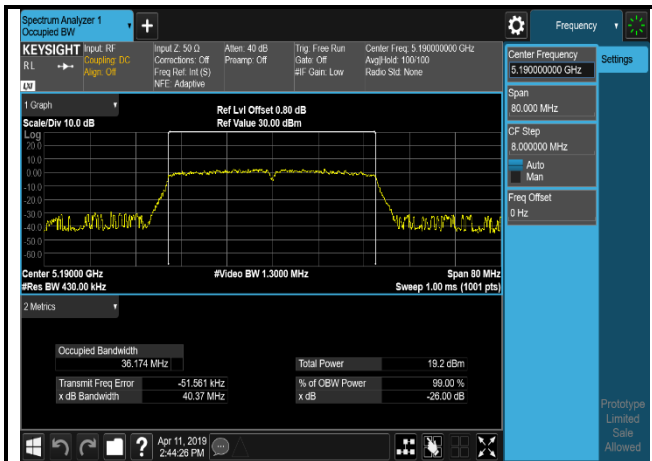 Spectrum Analyzer 1
Occupied BW
+
Frequency
KEYSIGHT Input: RF
R L
Coupling: DC
Align: Off
LXI
Input Z: 50 Ω
Corrections: Off
Freq Ref: Int (S)
NFE: Adaptive
Atten: 40 dB
Preamp: Off
Trig: Free Run
Gate: Off
#IF Gain: Low
Center Freq: 5.190000000 GHz
Avg|Hold: 100/100
Radio Std: None
Center Frequency
5.190000000 GHz
Settings
Span
80.000 MHz
CF Step
8.000000 MHz
Auto
Man
Freq Offset
0 Hz
1 Graph
Scale/Div 10.0 dB
Ref Lvl Offset 0.80 dB
Ref Value 30.00 dBm
Log
20.0
10.0
0.00
-10.0
-20.0
-30.0
-40.0
-50.0
-60.0
Center 5.19000 GHz
#Video BW 1.3000 MHz
Span 80 MHz
#Res BW 430.00 kHz
Sweep 1.00 ms (1001 pts)
2 Metrics
Occupied Bandwidth
36.174 MHz
Total Power 19.2 dBm
Transmit Freq Error -51.561 kHz
% of OBW Power 99.00 %
x dB Bandwidth 40.37 MHz
x dB -26.00 dB
Prototype
Limited
Sale
Allowed
?
Apr 11, 2019
2:44:26 PM